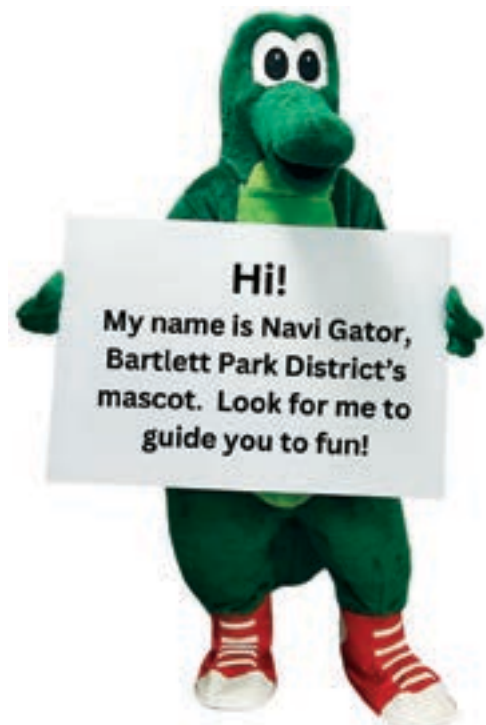 Hi!
My name is Navi Gator,
Bartlett Park District's
mascot.  Look for me to
guide you to fun!